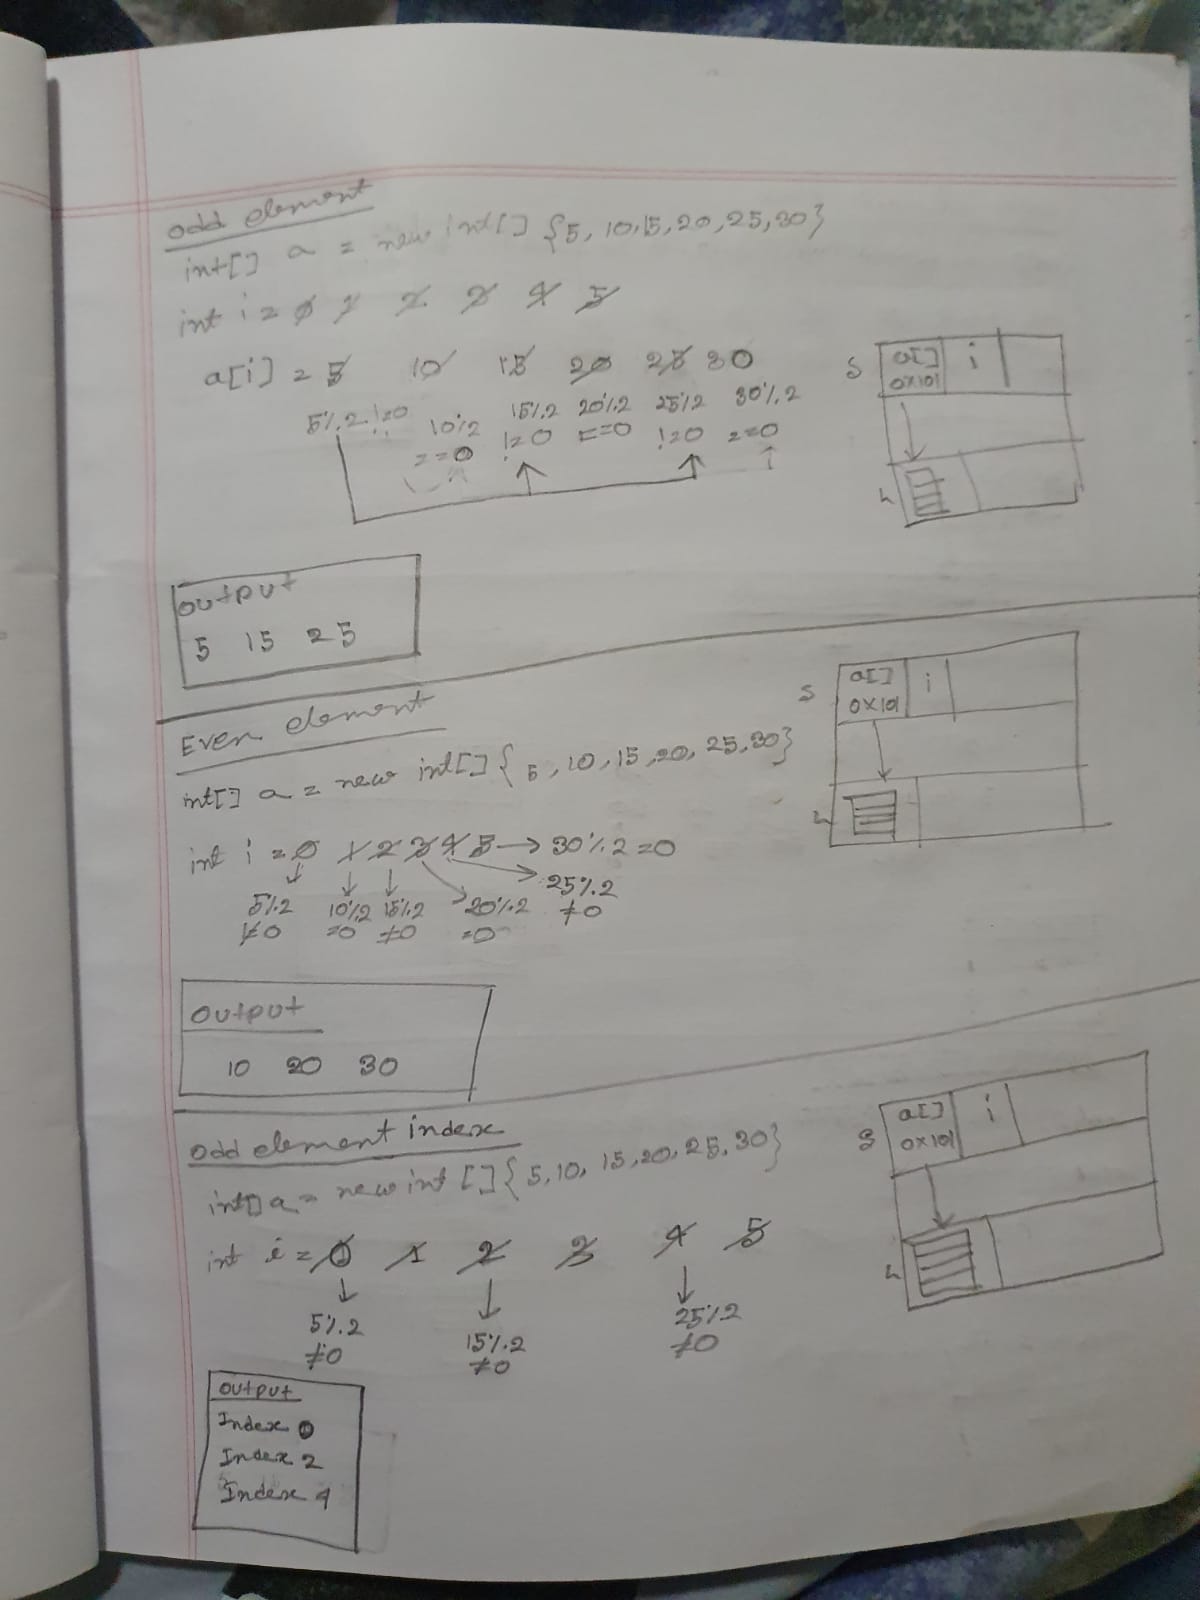 odd element
int[] a = new int[] {5, 10, 15, 20, 25, 30}
int i = 0 1 2 3 4 5
a[i] = 5 10 15 20 25 30
5%2 !=0 10%2 ==0 15%2 !=0 20%2 ==0 25%2 !=0 30%2 ==0
S a[] i
0x101
h
output
5 15 25
Even element
int[] a = new int[] { 5, 10, 15, 20, 25, 30}
int i = 0 1 2 3 4 5 → 30%2 =0
5%2 ≠0 10%2 =0 15%2 ≠0 20%2 =0 25%2 ≠0
S a[] i
0x101
h
output
10 20 30
odd element index
int[] a = new int []{ 5, 10, 15, 20, 25, 30}
int i = 0 1 2 3 4 5
5%2 15%2 25%2
≠0 ≠0 ≠0
S a[] i
0x101
h
output
Index 0
Index 2
Index 4